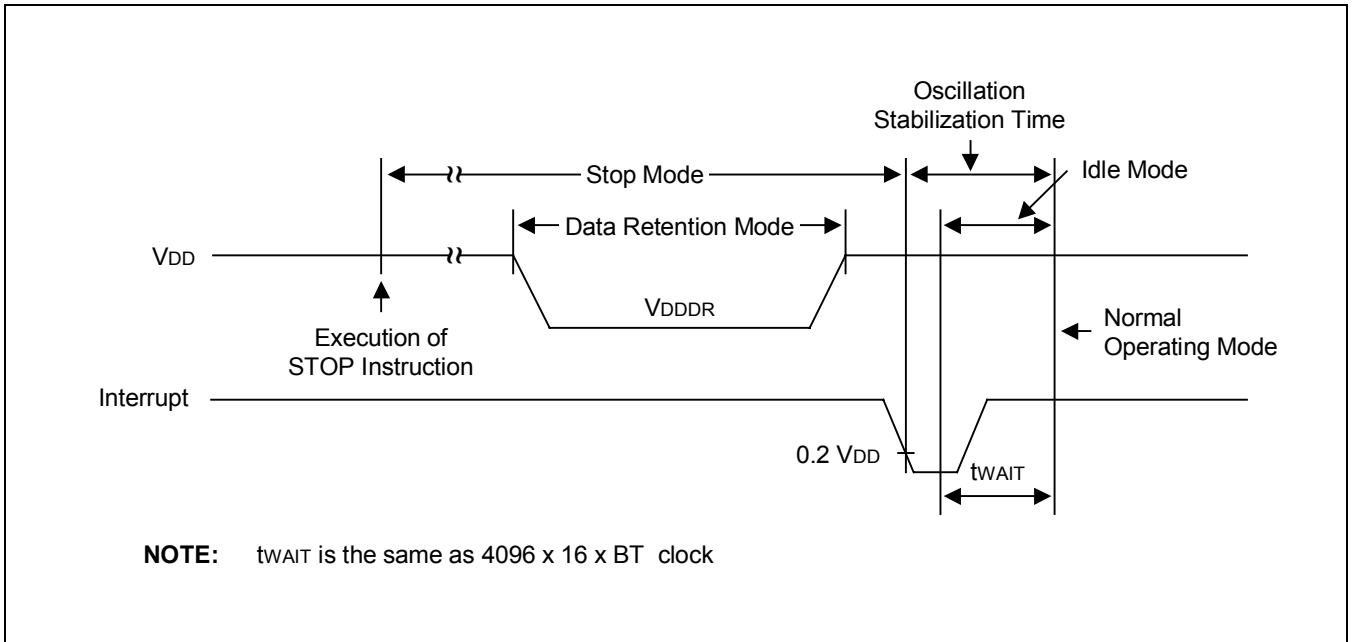 Oscillation
Stabilization Time
Idle Mode
Stop Mode
Data Retention Mode
VDD
VDDDR
Execution of
STOP Instruction
Normal
Operating Mode
Interrupt
0.2 VDD
tWAIT
NOTE: tWAIT is the same as 4096 x 16 x BT clock